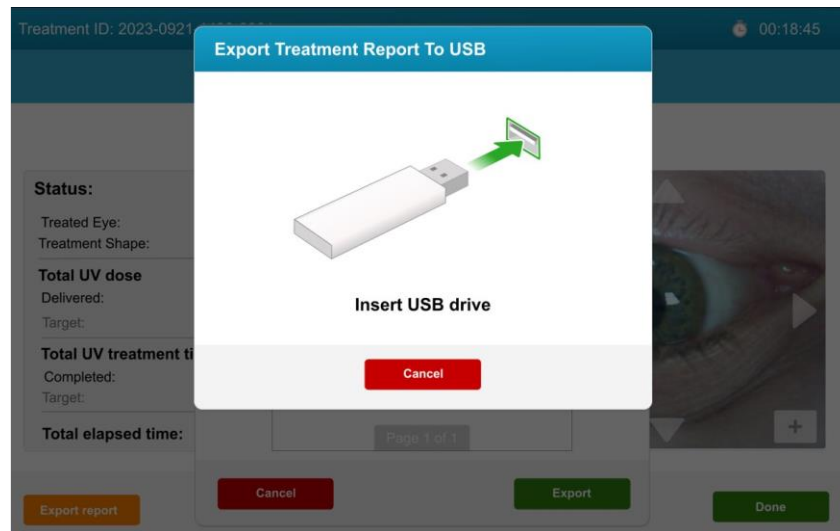 Treatment ID: 2023-0921
00:18:45
Export Treatment Report To USB
Insert USB drive
Cancel
Status:
Treated Eye:
Treatment Shape:
Total UV dose
Delivered:
Target:
Total UV treatment ti
Completed:
Target:
Total elapsed time:
Page 1 of 1
+
Cancel
Export
Export report
Done